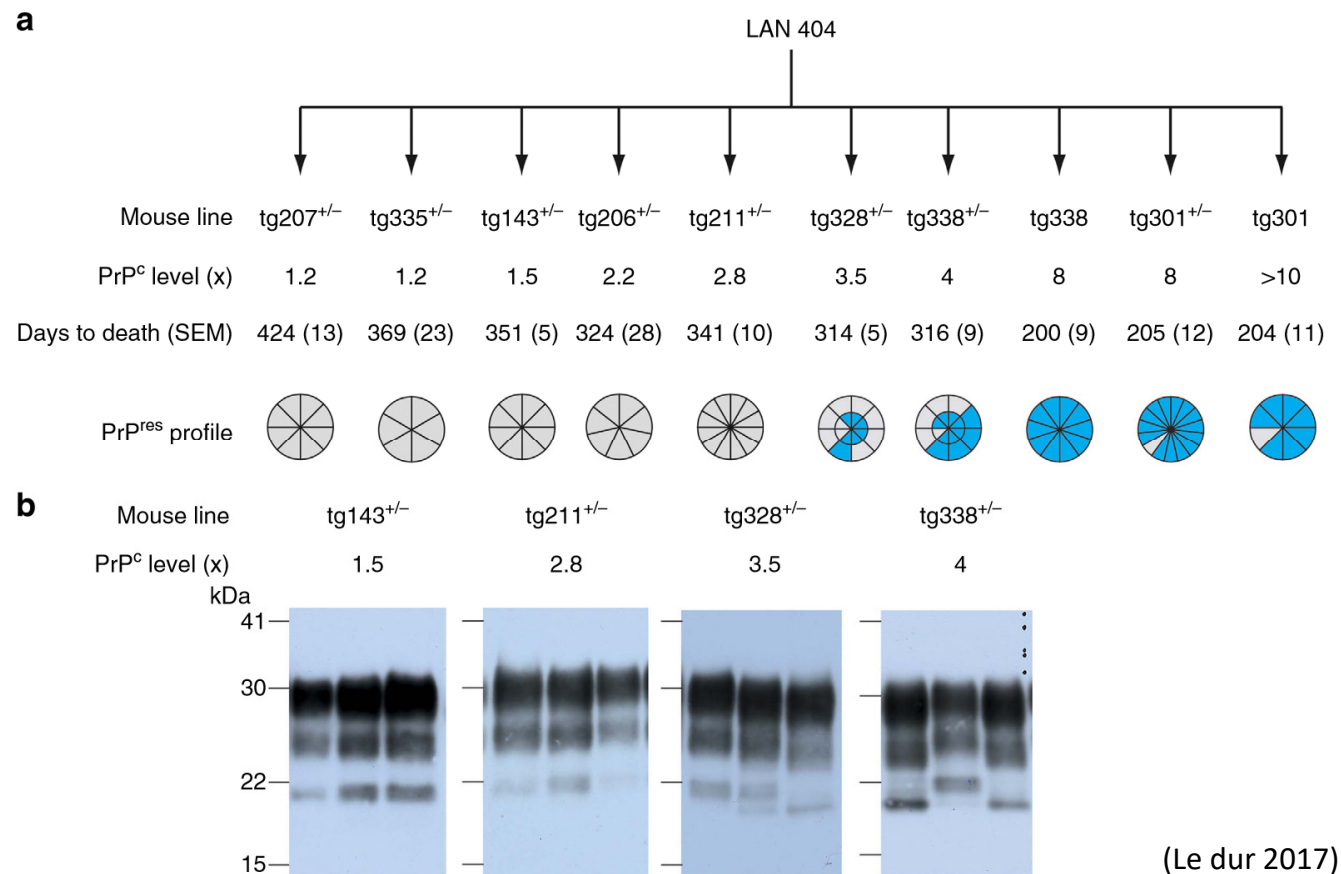 a
LAN 404
Mouse line tg207+/– tg335+/– tg143+/– tg206+/– tg211+/– tg328+/– tg338+/– tg338 tg301+/– tg301
PrPc level (x) 1.2 1.2 1.5 2.2 2.8 3.5 4 8 8 >10
Days to death (SEM) 424 (13) 369 (23) 351 (5) 324 (28) 341 (10) 314 (5) 316 (9) 200 (9) 205 (12) 204 (11)
PrPres profile
b
Mouse line tg143+/– tg211+/– tg328+/– tg338+/–
PrPc level (x) 1.5 2.8 3.5 4
kDa
41
30
22
15
(Le dur 2017)